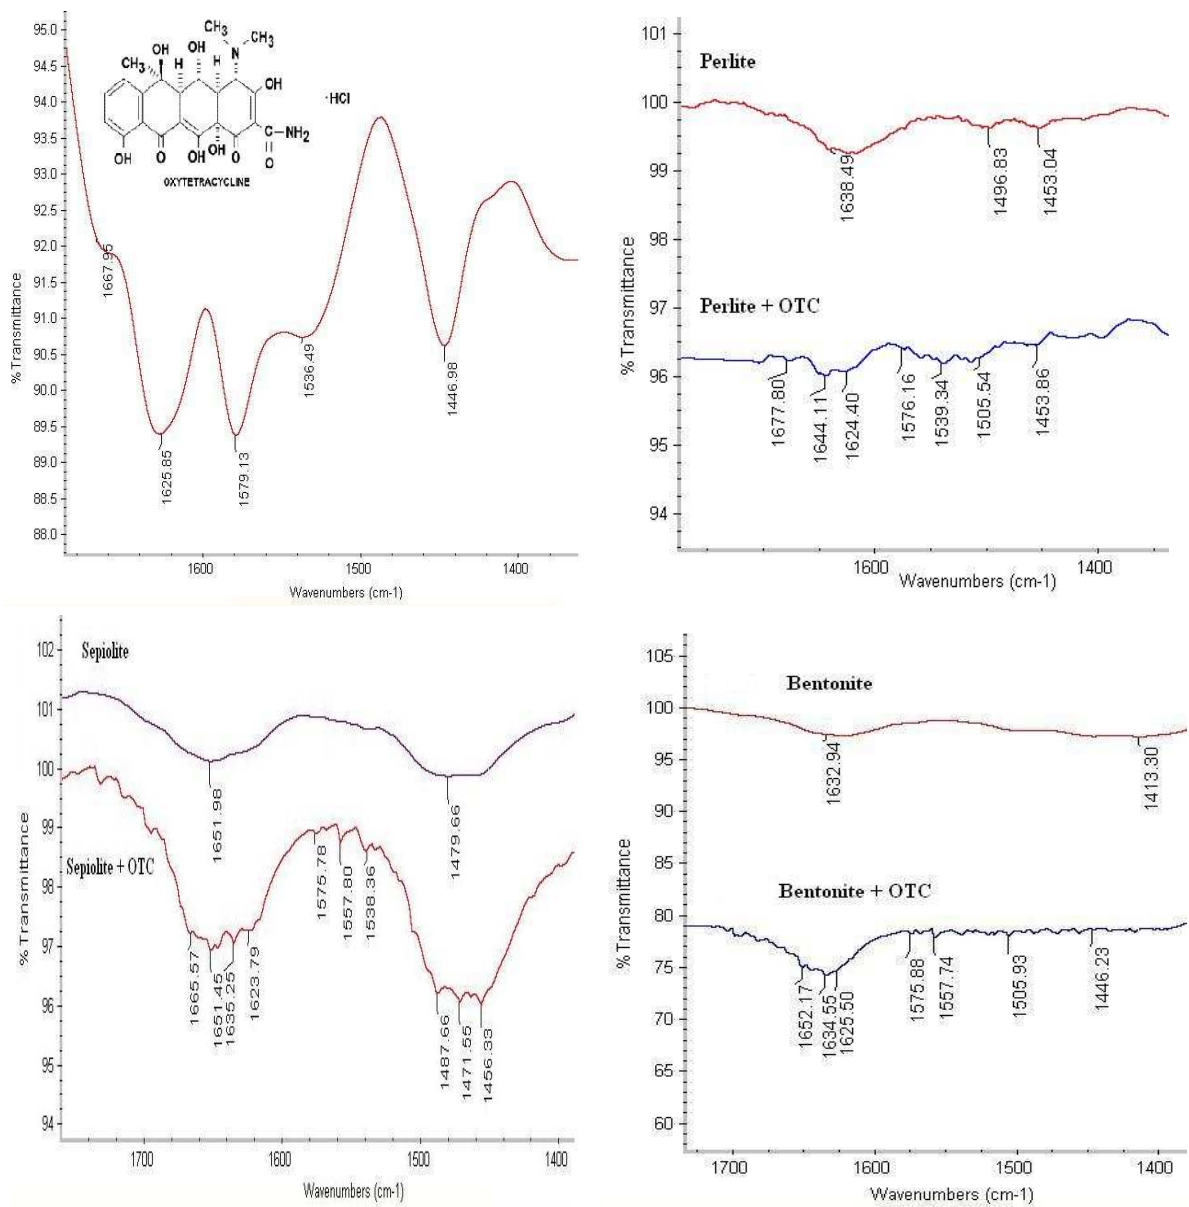 95.0
94.5
94.0
93.5
93.0
92.5
92.0
91.5
91.0
90.5
90.0
89.5
89.0
88.5
88.0
% Transmittance
CH₃
CH₃
OH
OH
N
CH₃
H
H
OH
·HCl
C–NH₂
OH
O
OH
OH
O
O
OXYTETRACYCLINE
1667.95
1625.85
1579.13
1536.49
1446.98
1600
1500
1400
Wavenumbers (cm-1)
101
100
99
98
97
96
95
94
% Transmittance
Perlite
1638.49
1496.83
1453.04
Perlite + OTC
1677.80
1644.11
1624.40
1576.16
1539.34
1505.54
1453.86
1600
1500
1400
Wavenumbers (cm-1)
102
101
100
99
98
97
96
95
94
% Transmittance
Sepiolite
1651.98
1479.66
Sepiolite + OTC
1665.57
1651.45
1635.25
1623.79
1575.78
1557.80
1538.36
1487.66
1471.55
1456.33
1700
1600
1500
1400
Wavenumbers (cm-1)
105
100
95
90
85
80
75
70
65
60
% Transmittance
Bentonite
1632.94
1413.30
Bentonite + OTC
1652.17
1634.55
1625.50
1575.88
1557.74
1505.93
1446.23
1700
1600
1500
1400
Wavenumbers (cm-1)